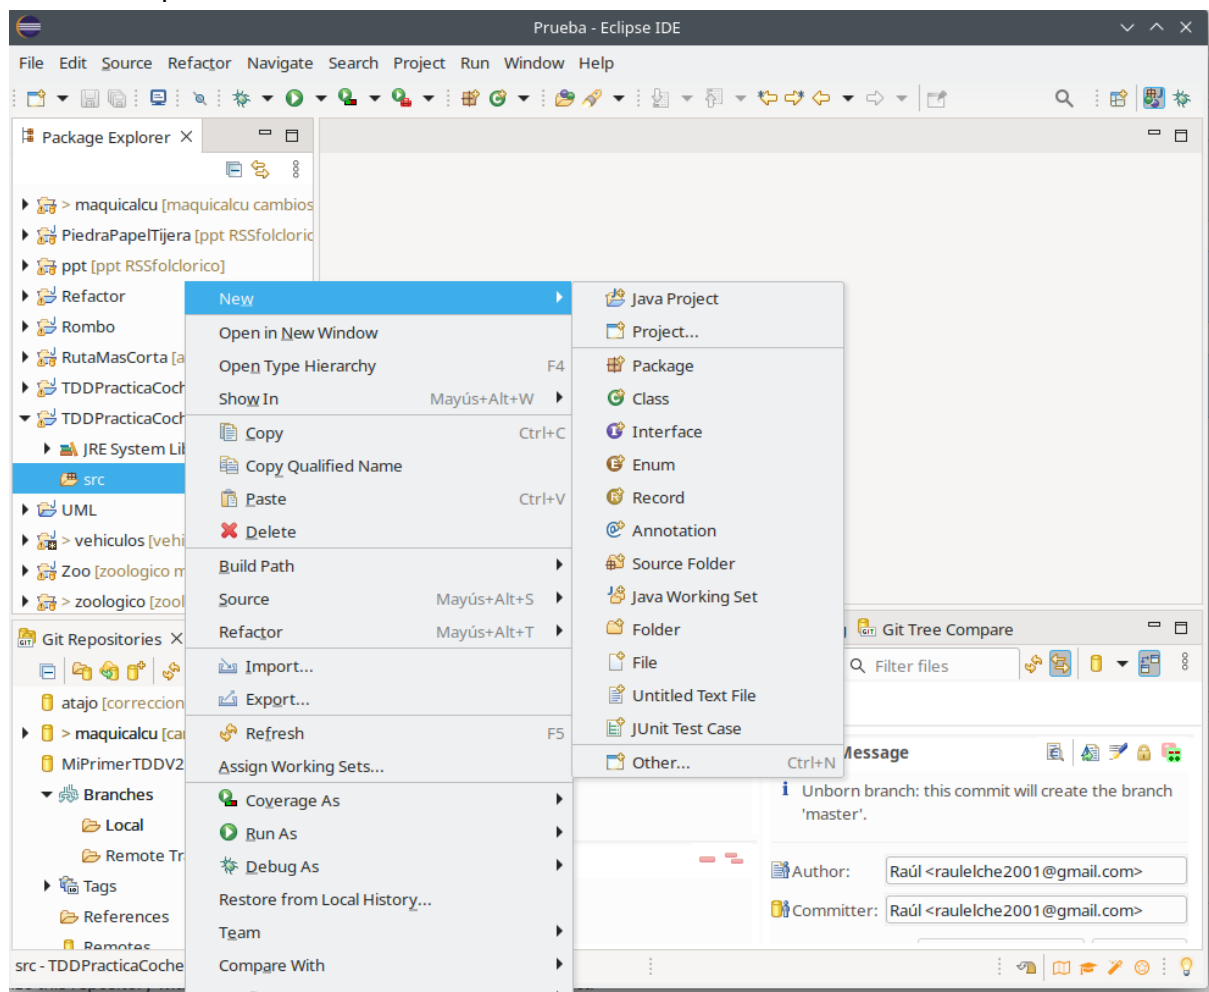 Prueba - Eclipse IDE
File Edit Source Refactor Navigate Search Project Run Window Help
Package Explorer
> maquicalcu [maquicalcu cambios
PiedraPapelTijera [ppt RSSfolcloric
ppt [ppt RSSfolclorico]
Refactor
Rombo
RutaMasCorta [a
TDDPracticaCoch
TDDPracticaCoch
JRE System Lib
src
UML
> vehiculos [vehi
Zoo [zoologico m
> zoologico [zool
New
Open in New Window
Open Type Hierarchy F4
Show In Mayús+Alt+W
Copy Ctrl+C
Copy Qualified Name
Paste Ctrl+V
Delete
Build Path
Source Mayús+Alt+S
Refactor Mayús+Alt+T
Import...
Export...
Refresh F5
Assign Working Sets...
Coverage As
Run As
Debug As
Restore from Local History...
Team
Compare With
Java Project
Project...
Package
Class
Interface
Enum
Record
Annotation
Source Folder
Java Working Set
Folder
File
Untitled Text File
JUnit Test Case
Other... Ctrl+N
Git Repositories
atajo [correccion
> maquicalcu [ca
MiPrimerTDDV2
Branches
Local
Remote Tr
Tags
References
Remotes
Git Tree Compare
Filter files
Message
Unborn branch: this commit will create the branch
'master'.
Author: Raúl <raulelche2001@gmail.com>
Committer: Raúl <raulelche2001@gmail.com>
src - TDDPracticaCoche